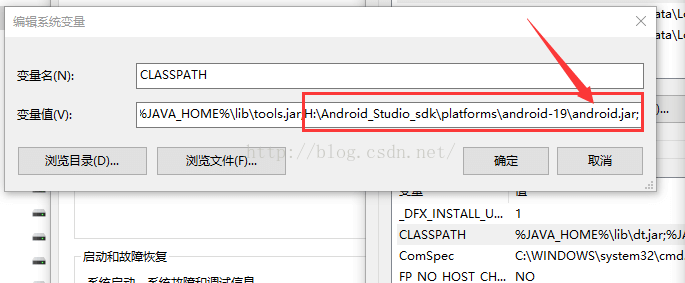 编辑系统变量
ata\Lo
ata\Lo
变量名(N):
CLASSPATH
变量值(V):
%JAVA_HOME%\lib\tools.jar;H:\Android_Studio_sdk\platforms\android-19\android.jar;
)...
浏览目录(D)...
浏览文件(F)...
确定
取消
http://blog.csdn.net/
变量
值
_DFX_INSTALL_U...
1
CLASSPATH
%JAVA_HOME%\lib\dt.jar;%JA
ComSpec
C:\WINDOWS\system32\cmd.
FP_NO_HOST_CH...
NO
启动和故障恢复
系统启动、系统故障和调试信息